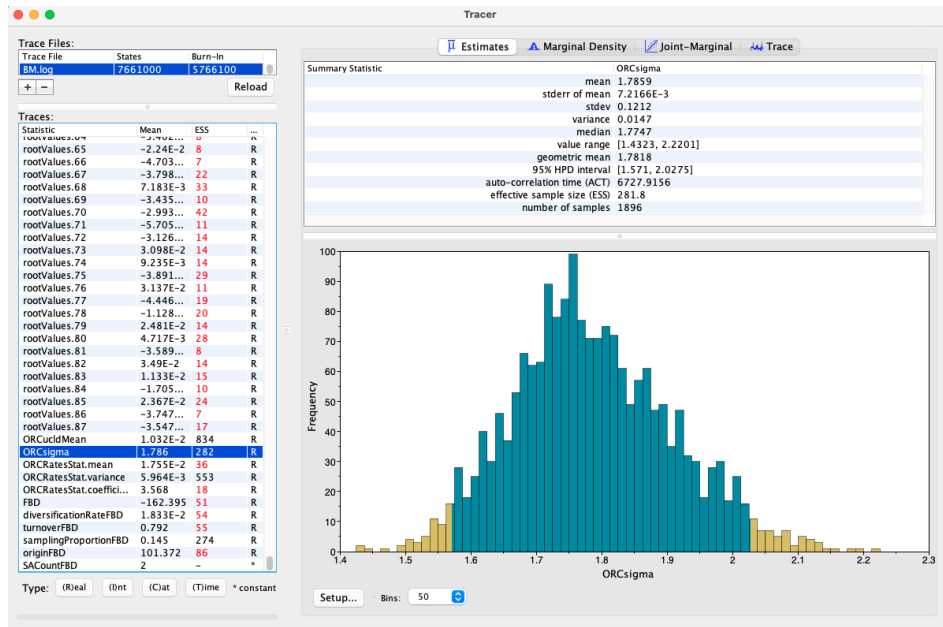 Tracer
Trace Files:
Trace File States Burn-In
BM.log 7661000 5766100
+ − Reload
Traces:
Statistic Mean ESS ...
rootValues.64 -3.402... 6 R
rootValues.65 -2.24E-2 8 R
rootValues.66 -4.703... 7 R
rootValues.67 -3.798... 22 R
rootValues.68 7.183E-3 33 R
rootValues.69 -3.435... 10 R
rootValues.70 -2.993... 42 R
rootValues.71 -5.705... 11 R
rootValues.72 -3.126... 14 R
rootValues.73 3.098E-2 14 R
rootValues.74 9.235E-3 14 R
rootValues.75 -3.891... 29 R
rootValues.76 3.137E-2 11 R
rootValues.77 -4.446... 19 R
rootValues.78 -1.128... 20 R
rootValues.79 2.481E-2 14 R
rootValues.80 4.717E-3 28 R
rootValues.81 -3.589... 8 R
rootValues.82 3.49E-2 14 R
rootValues.83 1.133E-2 15 R
rootValues.84 -1.705... 10 R
rootValues.85 2.367E-2 24 R
rootValues.86 -3.747... 7 R
rootValues.87 -3.547... 17 R
ORCucldMean 1.032E-2 834 R
ORCsigma 1.786 282 R
ORCRatesStat.mean 1.755E-2 36 R
ORCRatesStat.variance 5.964E-3 553 R
ORCRatesStat.coeffici... 3.568 18 R
FBD -162.395 51 R
diversificationRateFBD 1.833E-2 54 R
turnoverFBD 0.792 55 R
samplingProportionFBD 0.145 274 R
originFBD 101.372 86 R
SACountFBD 2 - *
Type: (R)eal (I)nt (C)at (T)ime * constant
Estimates Marginal Density Joint-Marginal Trace
Summary Statistic ORCsigma
mean 1.7859
stderr of mean 7.2166E-3
stdev 0.1212
variance 0.0147
median 1.7747
value range [1.4323, 2.2201]
geometric mean 1.7818
95% HPD interval [1.571, 2.0275]
auto-correlation time (ACT) 6727.9156
effective sample size (ESS) 281.8
number of samples 1896
Frequency
100
90
80
70
60
50
40
30
20
10
0
1.4 1.5 1.6 1.7 1.8 1.9 2 2.1 2.2 2.3
ORCsigma
Setup... Bins: 50